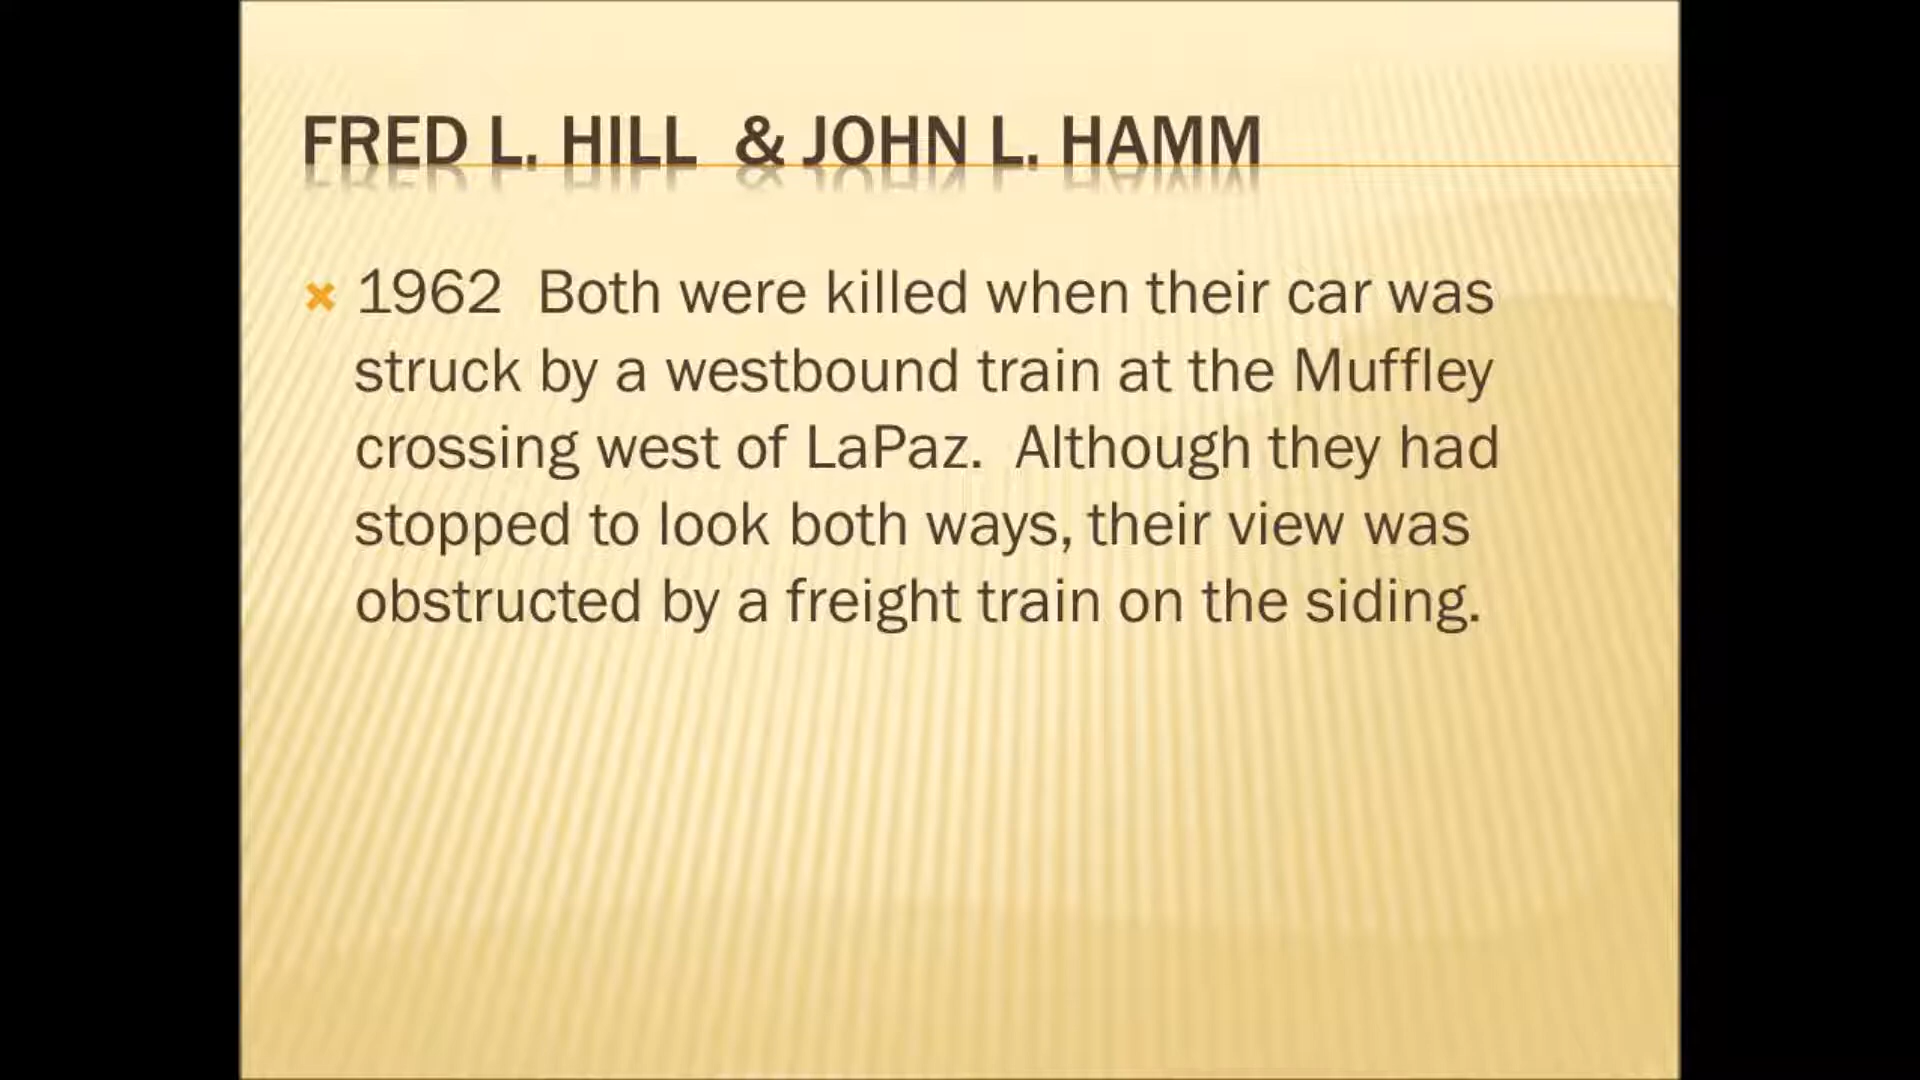 FRED L. HILL & JOHN L. HAMM
1962 Both were killed when their car was
struck by a westbound train at the Muffley
crossing west of LaPaz. Although they had
stopped to look both ways, their view was
obstructed by a freight train on the siding.